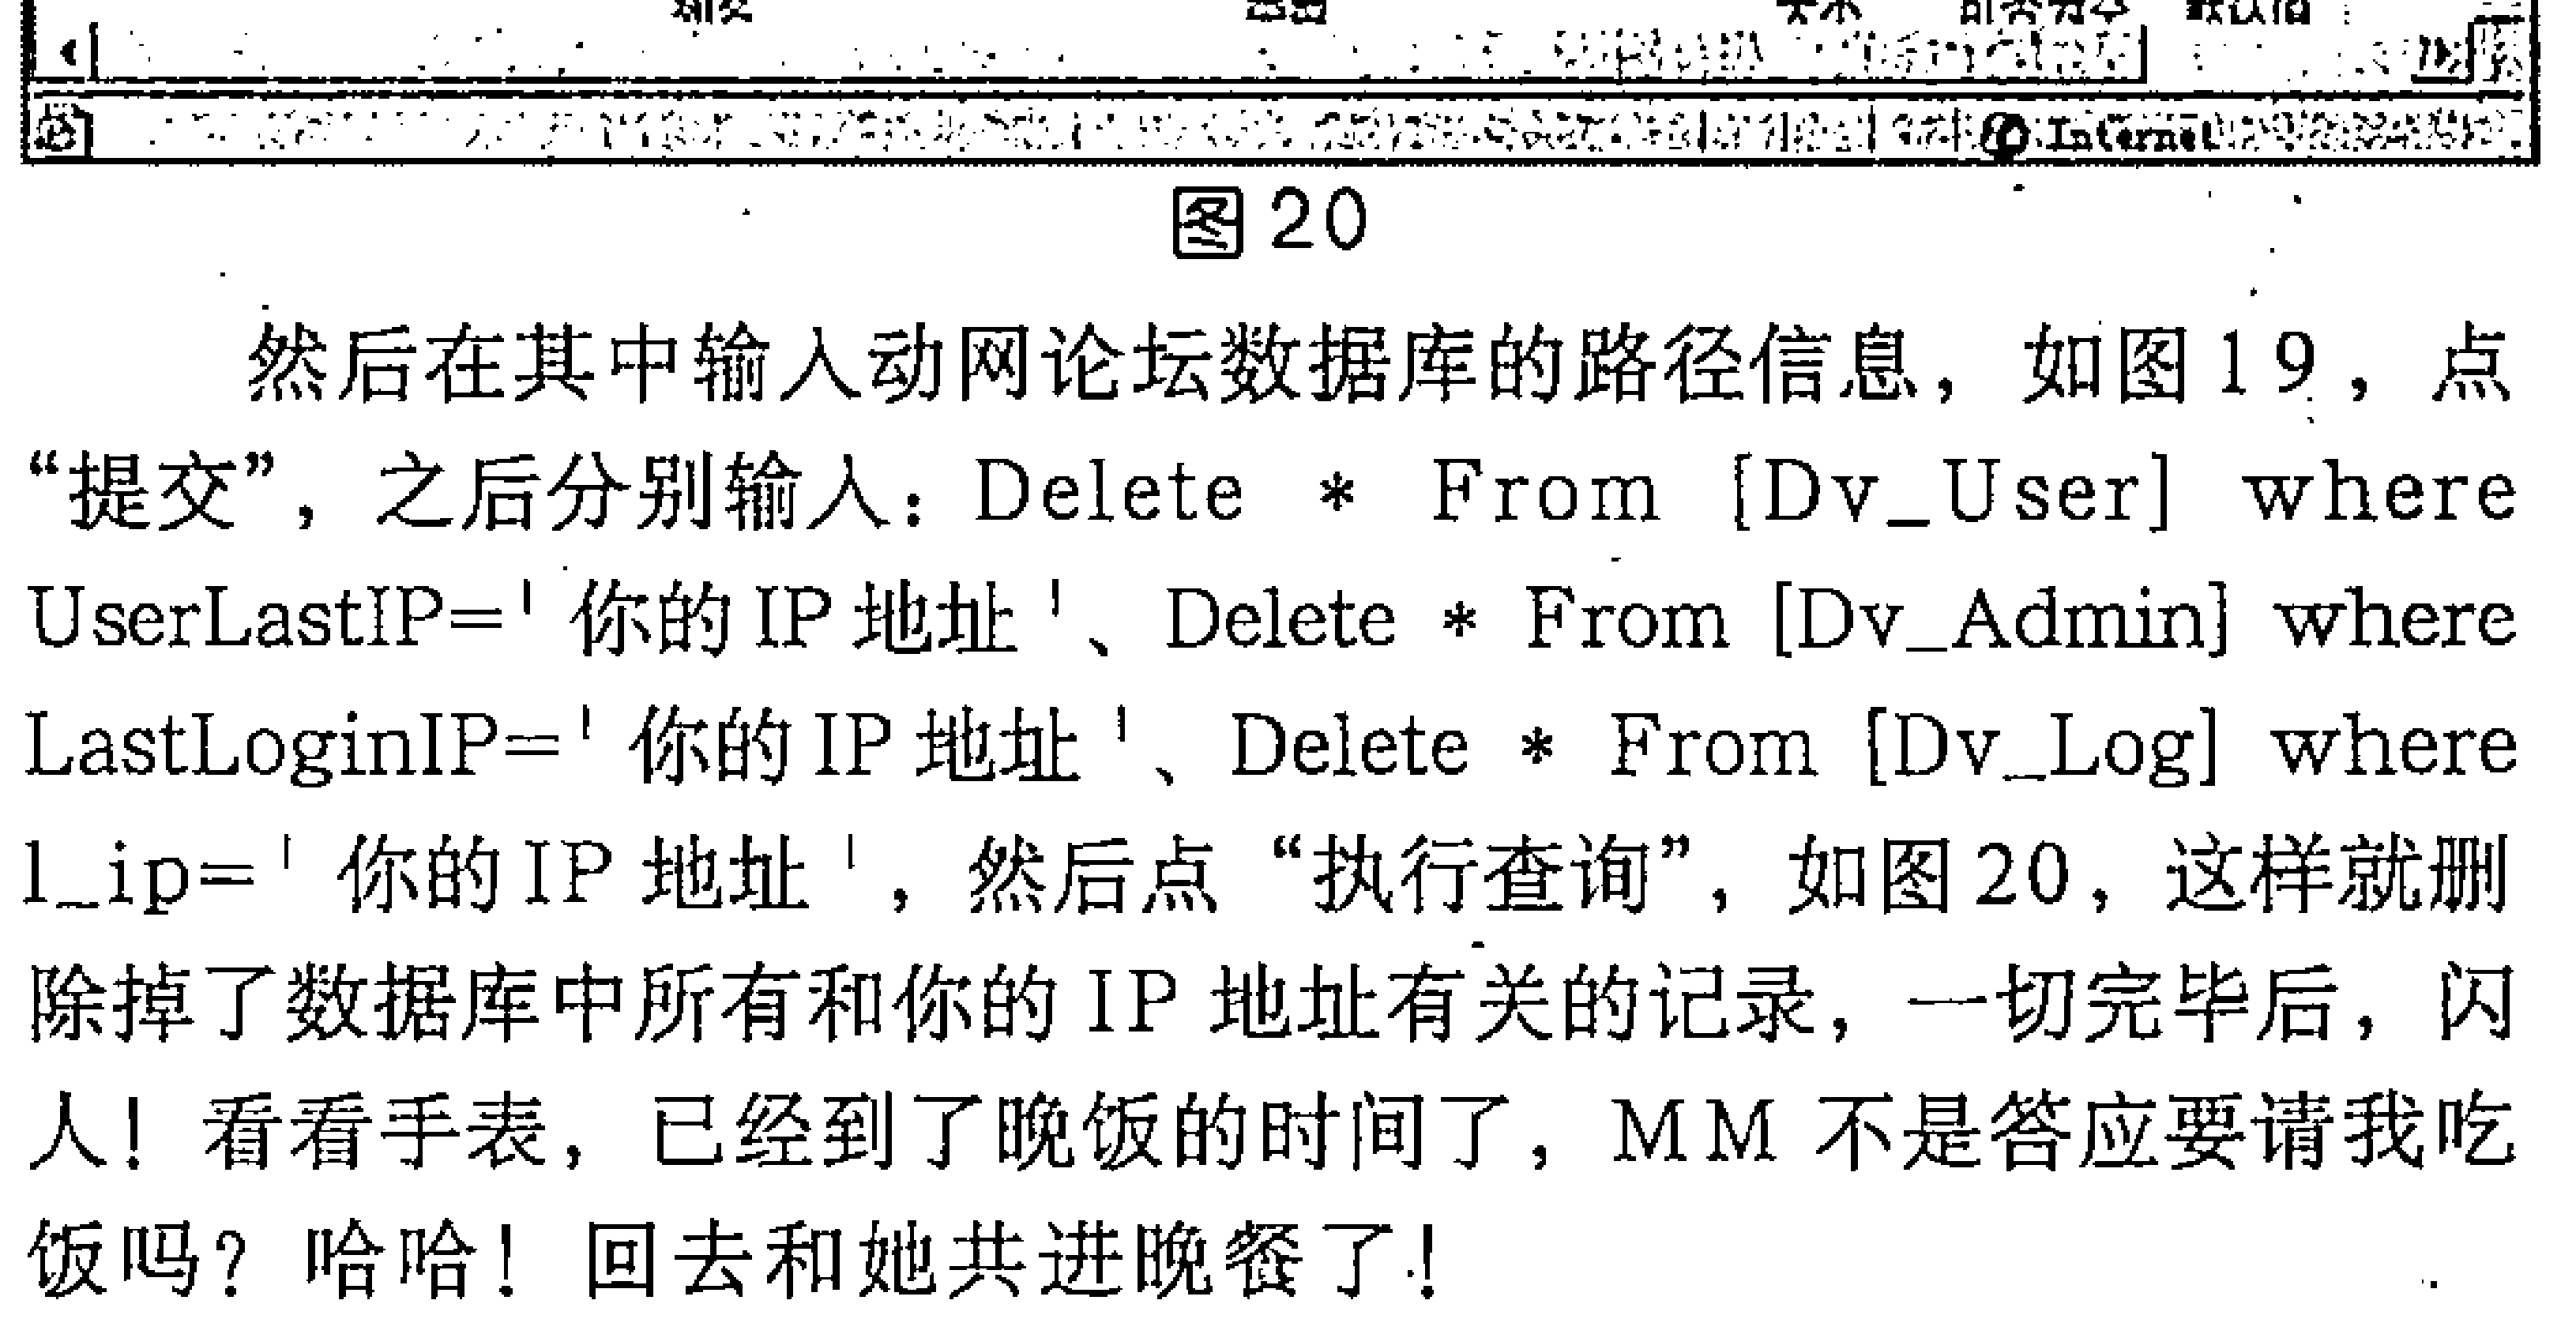 Internet
图20
然后在其中输入动网论坛数据库的路径信息，如图19，点
“提交”，之后分别输入：Delete * From [Dv_User] where
UserLastIP='你的IP地址'、Delete * From [Dv_Admin] where
LastLoginIP='你的IP地址'、Delete * From [Dv_Log] where
l_ip='你的IP地址'，然后点“执行查询”，如图20，这样就删
除掉了数据库中所有和你的IP地址有关的记录，一切完毕后，闪
人！看看手表，已经到了晚饭的时间了，MM不是答应要请我吃
饭吗？哈哈！回去和她共进晚餐了！